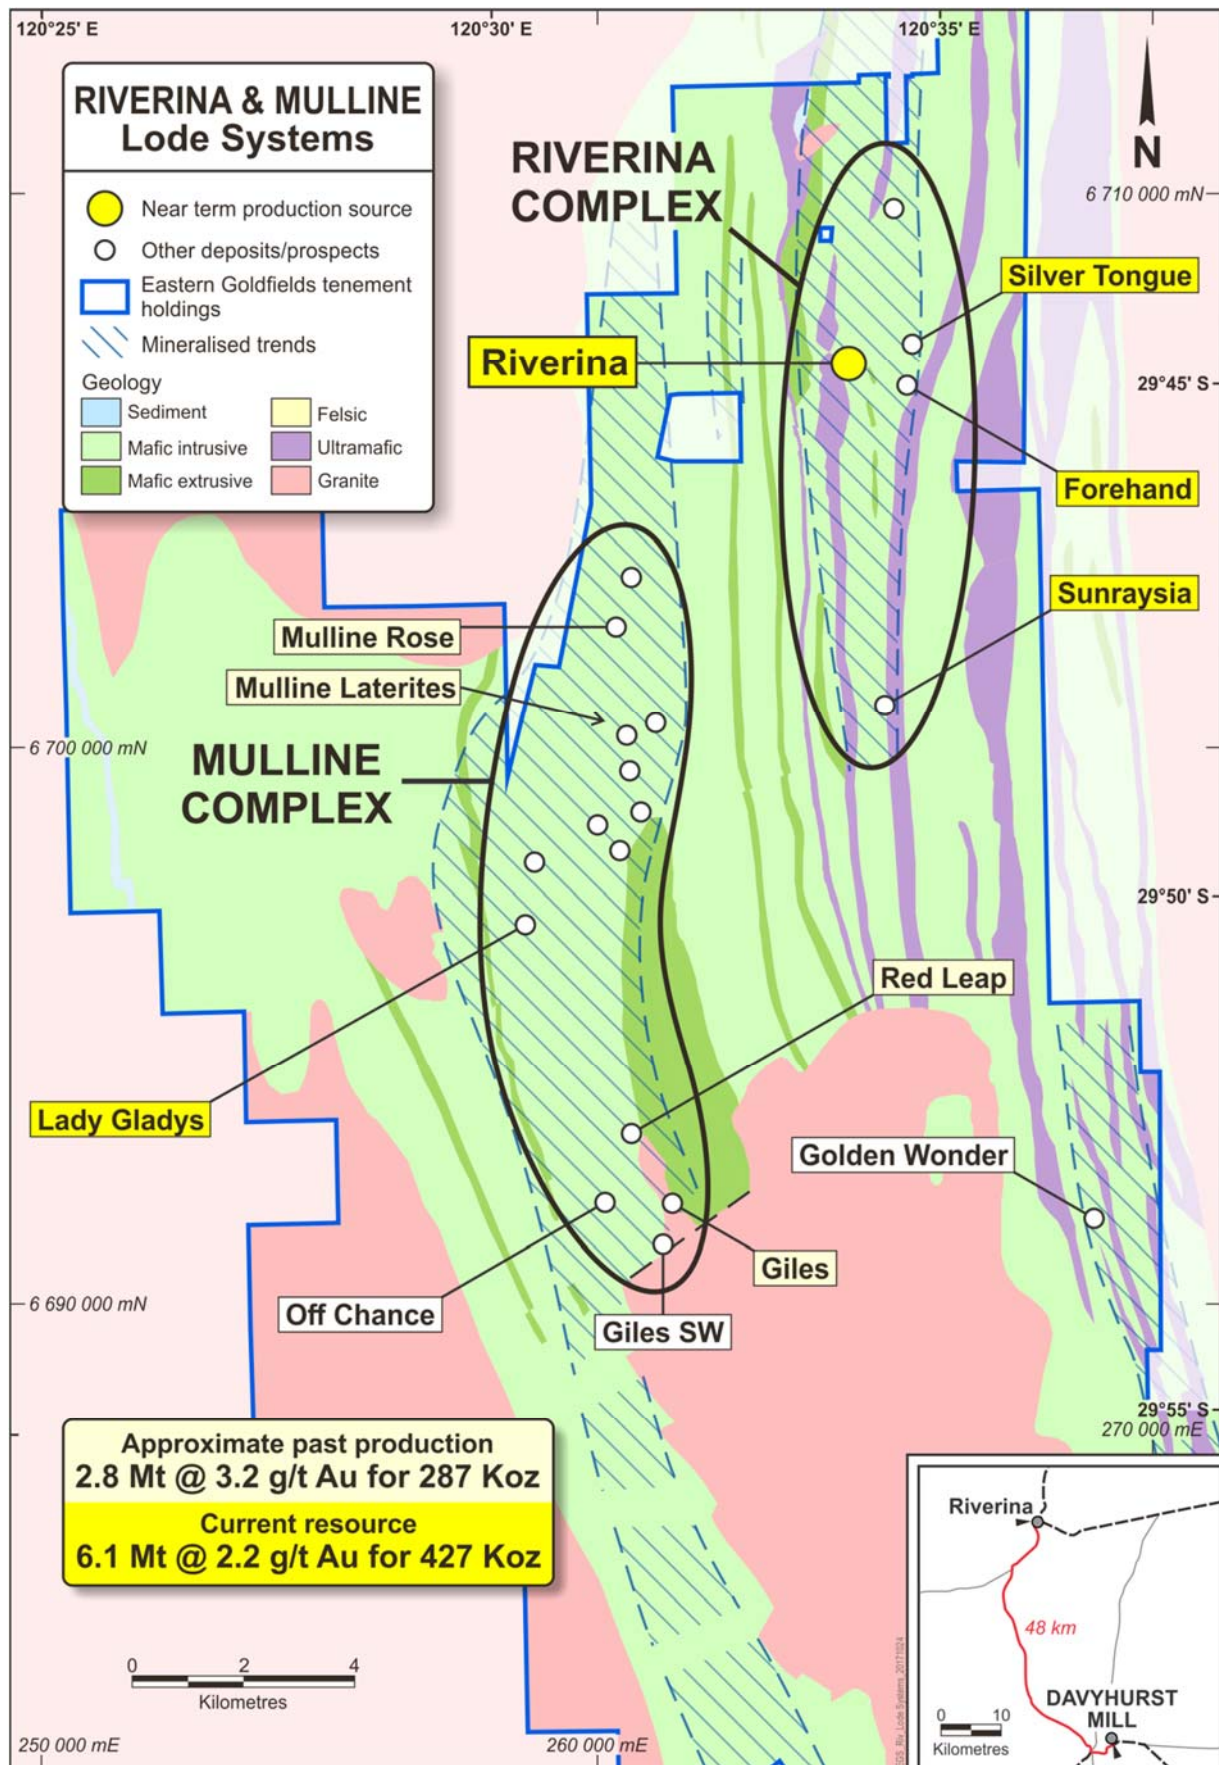 120°25' E
120°30' E
120°35' E
RIVERINA & MULLINE
Lode Systems
Near term production source
Other deposits/prospects
Eastern Goldfields tenement
holdings
Mineralised trends
Geology
Sediment
Felsic
Mafic intrusive
Ultramafic
Mafic extrusive
Granite
RIVERINA
COMPLEX
N
6 710 000 mN
Silver Tongue
Riverina
29°45' S
Forehand
Sunraysia
Mulline Rose
Mulline Laterites
6 700 000 mN
MULLINE
COMPLEX
29°50' S
Red Leap
Lady Gladys
Golden Wonder
Giles
6 690 000 mN
Off Chance
Giles SW
29°55' S
270 000 mE
Approximate past production
2.8 Mt @ 3.2 g/t Au for 287 Koz
Current resource
6.1 Mt @ 2.2 g/t Au for 427 Koz
0 2 4
Kilometres
250 000 mE
260 000 mE
Riverina
48 km
DAVYHURST
MILL
0 10
Kilometres